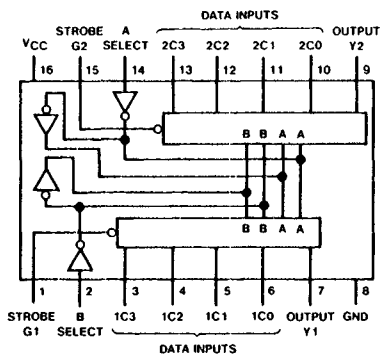 DATA INPUTS
STROBE A OUTPUT
VCC G2 SELECT 2C3 2C2 2C1 2C0 Y2
16 15 14 13 12 11 10 9
B B A A
B B A A
1 2 3 4 5 6 7 8
STROBE B 1C3 1C2 1C1 1C0 OUTPUT GND
G1 SELECT Y1
DATA INPUTS